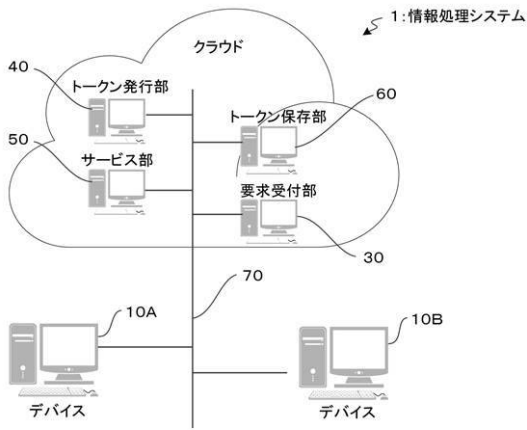 1:情報処理システム
クラウド
40
トークン発行部
60
トークン保存部
50
サービス部
要求受付部
30
70
10A
10B
デバイス
デバイス